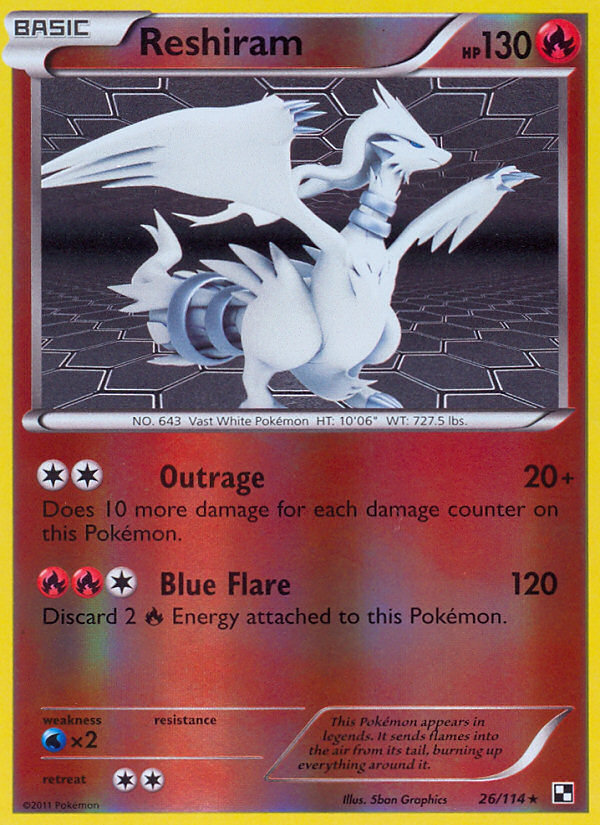 BASIC
Reshiram
HP130
NO. 643 Vast White Pokémon HT: 10'06" WT: 727.5 lbs.
Outrage 20+
Does 10 more damage for each damage counter on
this Pokémon.
Blue Flare 120
Discard 2 Energy attached to this Pokémon.
weakness resistance
×2
This Pokémon appears in
legends. It sends flames into
the air from its tail, burning up
everything around it.
retreat
©2011 Pokémon
Illus. 5ban Graphics 26/114★